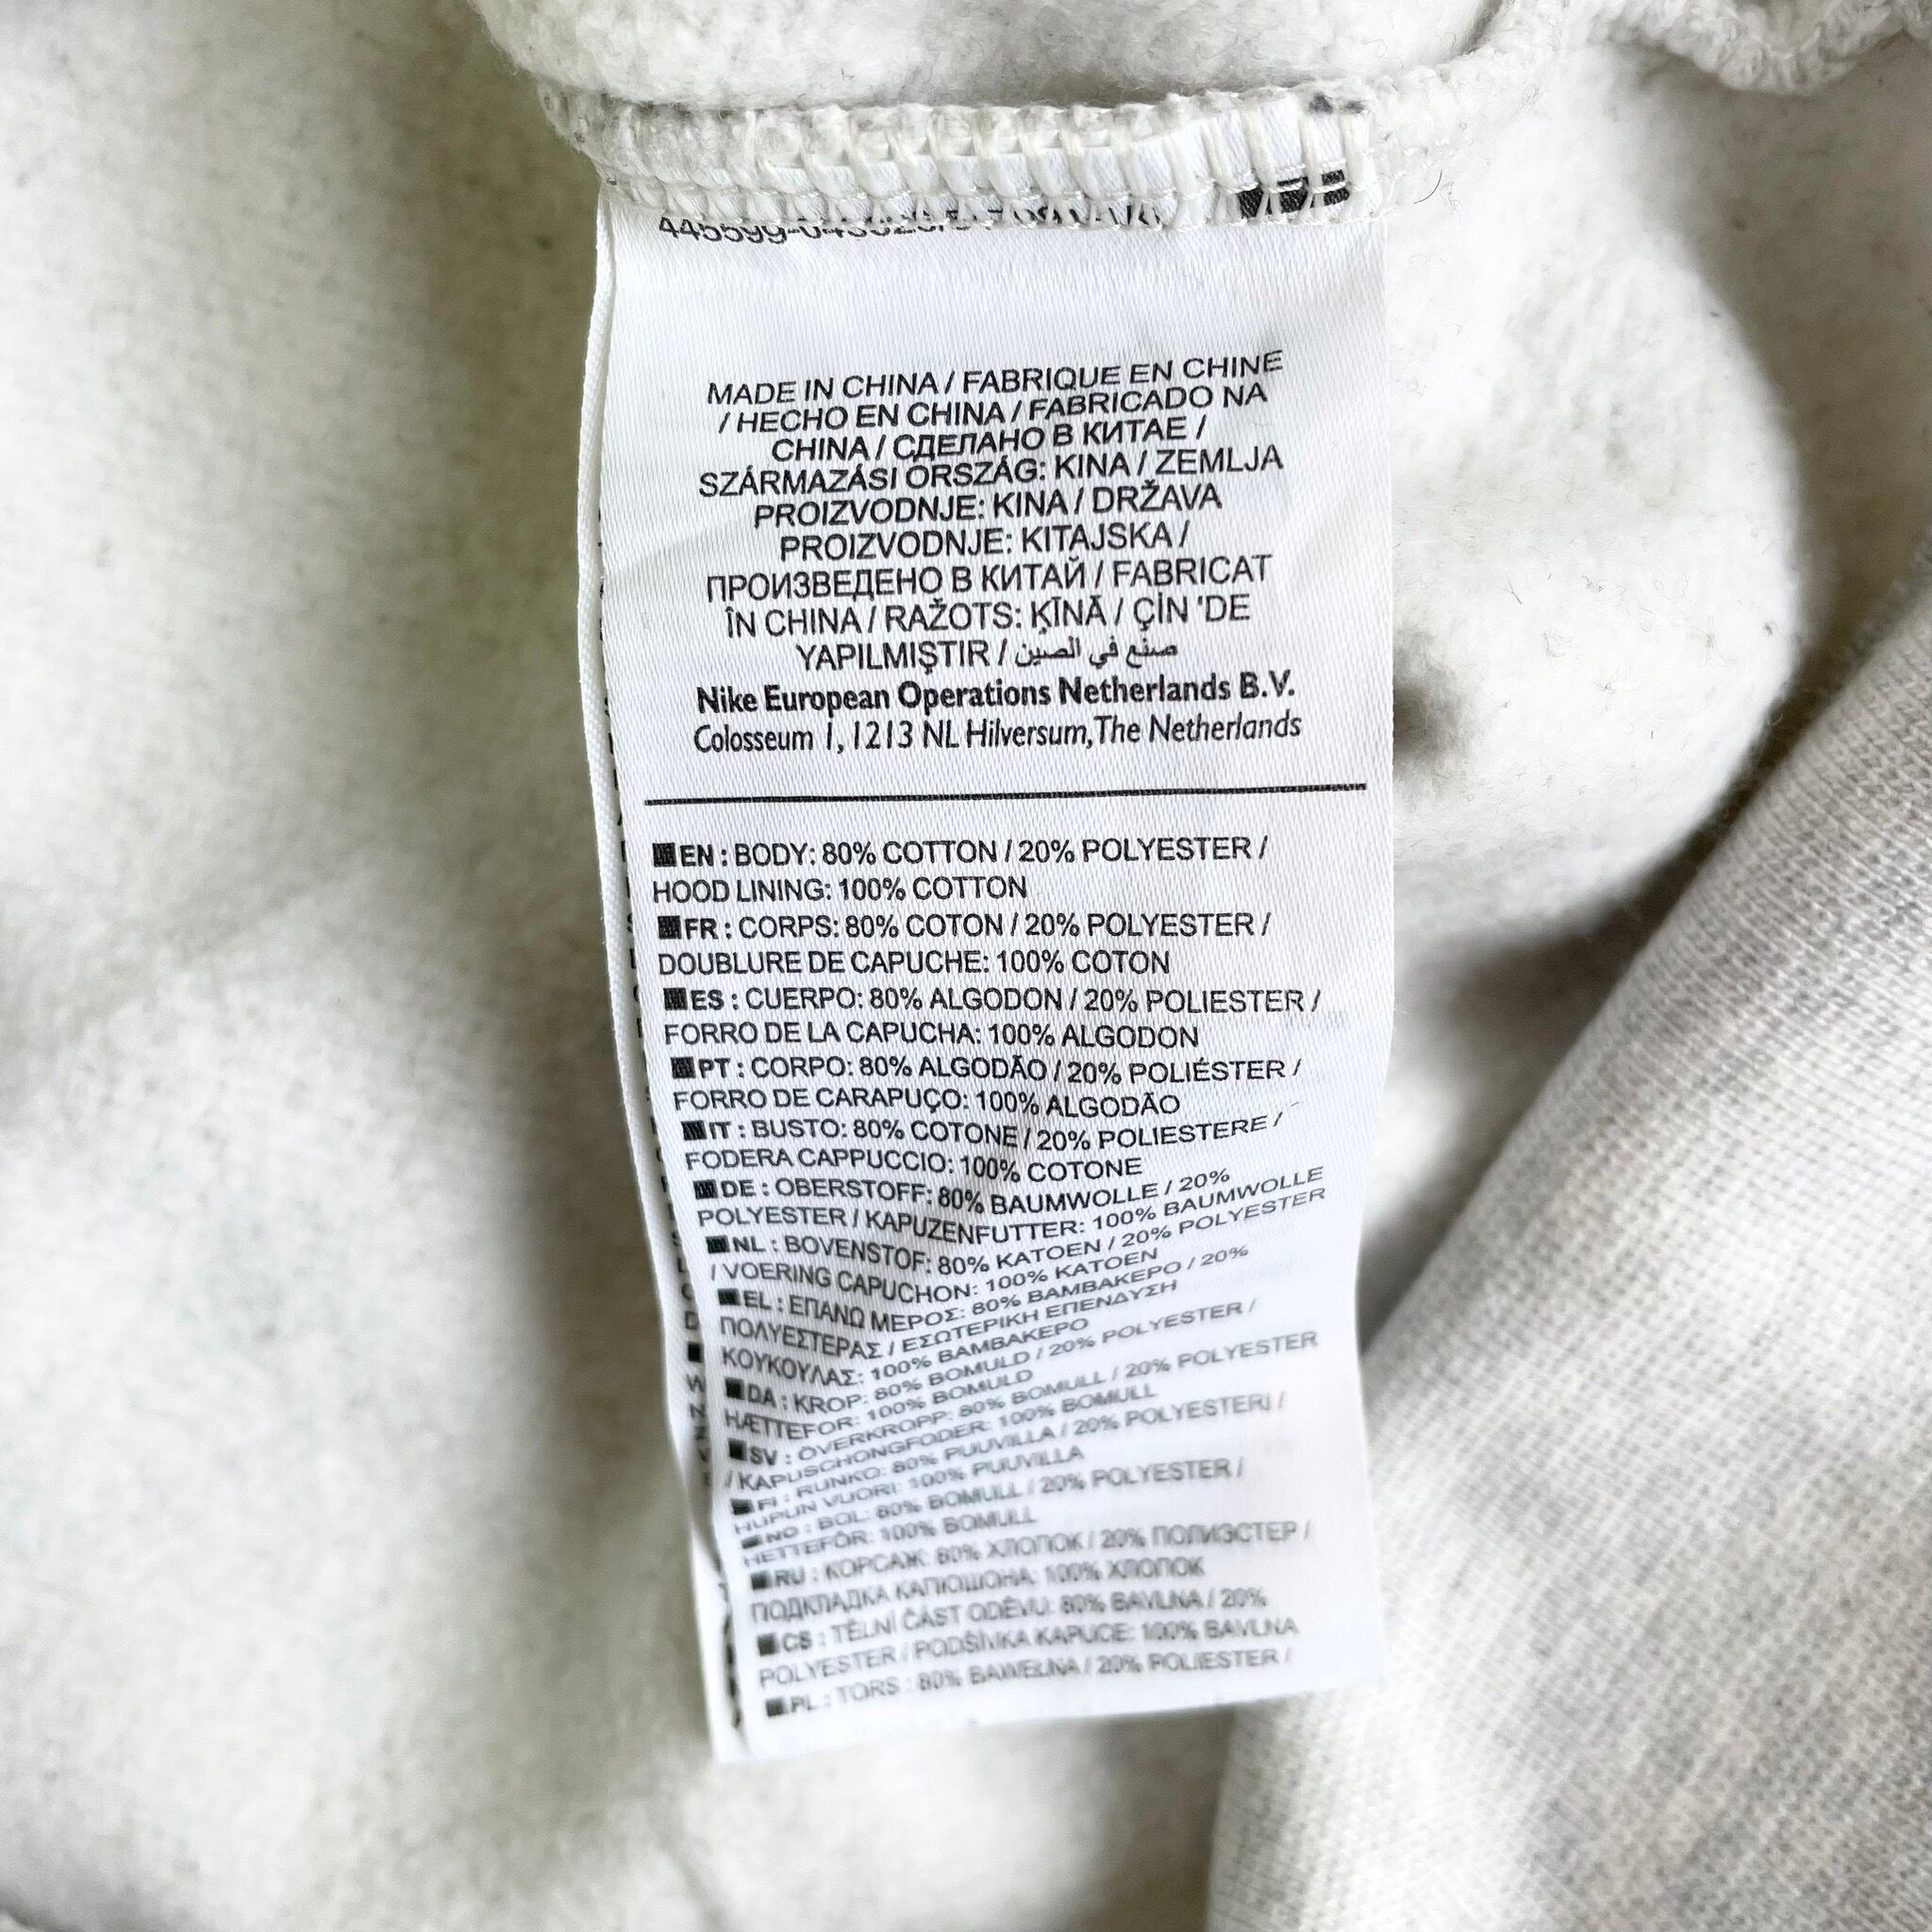 MADE IN CHINA / FABRIQUE EN CHINE
/ HECHO EN CHINA / FABRICADO NA
CHINA / СДЕЛАНО В КИТАЕ /
SZÁRMAZÁSI ORSZÁG: KINA / ZEMLJA
PROIZVODNJE: KINA / DRŽAVA
PROIZVODNJE: KITAJSKA /
ПРОИЗВЕДЕНО В КИТАЙ / FABRICAT
ÎN CHINA / RAŽOTS: ĶĪNĀ / ÇİN 'DE
YAPILMIŞTIR / صنع في الصين
Nike European Operations Netherlands B.V.
Colosseum 1, 1213 NL Hilversum, The Netherlands
EN : BODY: 80% COTTON / 20% POLYESTER /
HOOD LINING: 100% COTTON
FR : CORPS: 80% COTON / 20% POLYESTER /
DOUBLURE DE CAPUCHE: 100% COTON
ES : CUERPO: 80% ALGODON / 20% POLIESTER /
FORRO DE LA CAPUCHA: 100% ALGODON
PT : CORPO: 80% ALGODÃO / 20% POLIÉSTER /
FORRO DE CARAPUÇO: 100% ALGODÃO
IT : BUSTO: 80% COTONE / 20% POLIESTERE /
FODERA CAPPUCCIO: 100% COTONE
DE : OBERSTOFF: 80% BAUMWOLLE / 20%
POLYESTER / KAPUZENFUTTER: 100% BAUMWOLLE
NL : BOVENSTOF: 80% KATOEN / 20% POLYESTER
/ VOERING CAPUCHON: 100% KATOEN
EL : ΕΠΑΝΩ ΜΕΡΟΣ: 80% ΒΑΜΒΑΚΕΡΟ / 20%
ΠΟΛΥΕΣΤΕΡΑΣ / ΕΣΩΤΕΡΙΚΗ ΕΠΕΝΔΥΣΗ
ΚΟΥΚΟΥΛΑΣ: 100% ΒΑΜΒΑΚΕΡΟ
DA : KROP: 80% BOMULD / 20% POLYESTER /
HÆTTEFOR: 100% BOMULD
SV : ÖVERKROPP: 80% BOMULL / 20% POLYESTER
/ KAPUSCHONGFODER: 100% BOMULL
FI : RUNKO: 80% PUUVILLA / 20% POLYESTERI /
HUPUN VUORI: 100% PUUVILLA
NO : BOL: 80% BOMULL / 20% POLYESTER /
HETTEFÔR: 100% BOMULL
RU : КОРСАЖ: 80% ХЛОПОК / 20% ПОЛИЭСТЕР /
ПОДКЛАДКА КАПЮШОНА: 100% ХЛОПОК
CS : TĚLNÍ ČÁST ODĚVU: 80% BAVLNA / 20%
POLYESTER / PODŠÍVKA KAPUCE: 100% BAVLNA
PL : TORS : 80% BAWEŁNA / 20% POLIESTER /